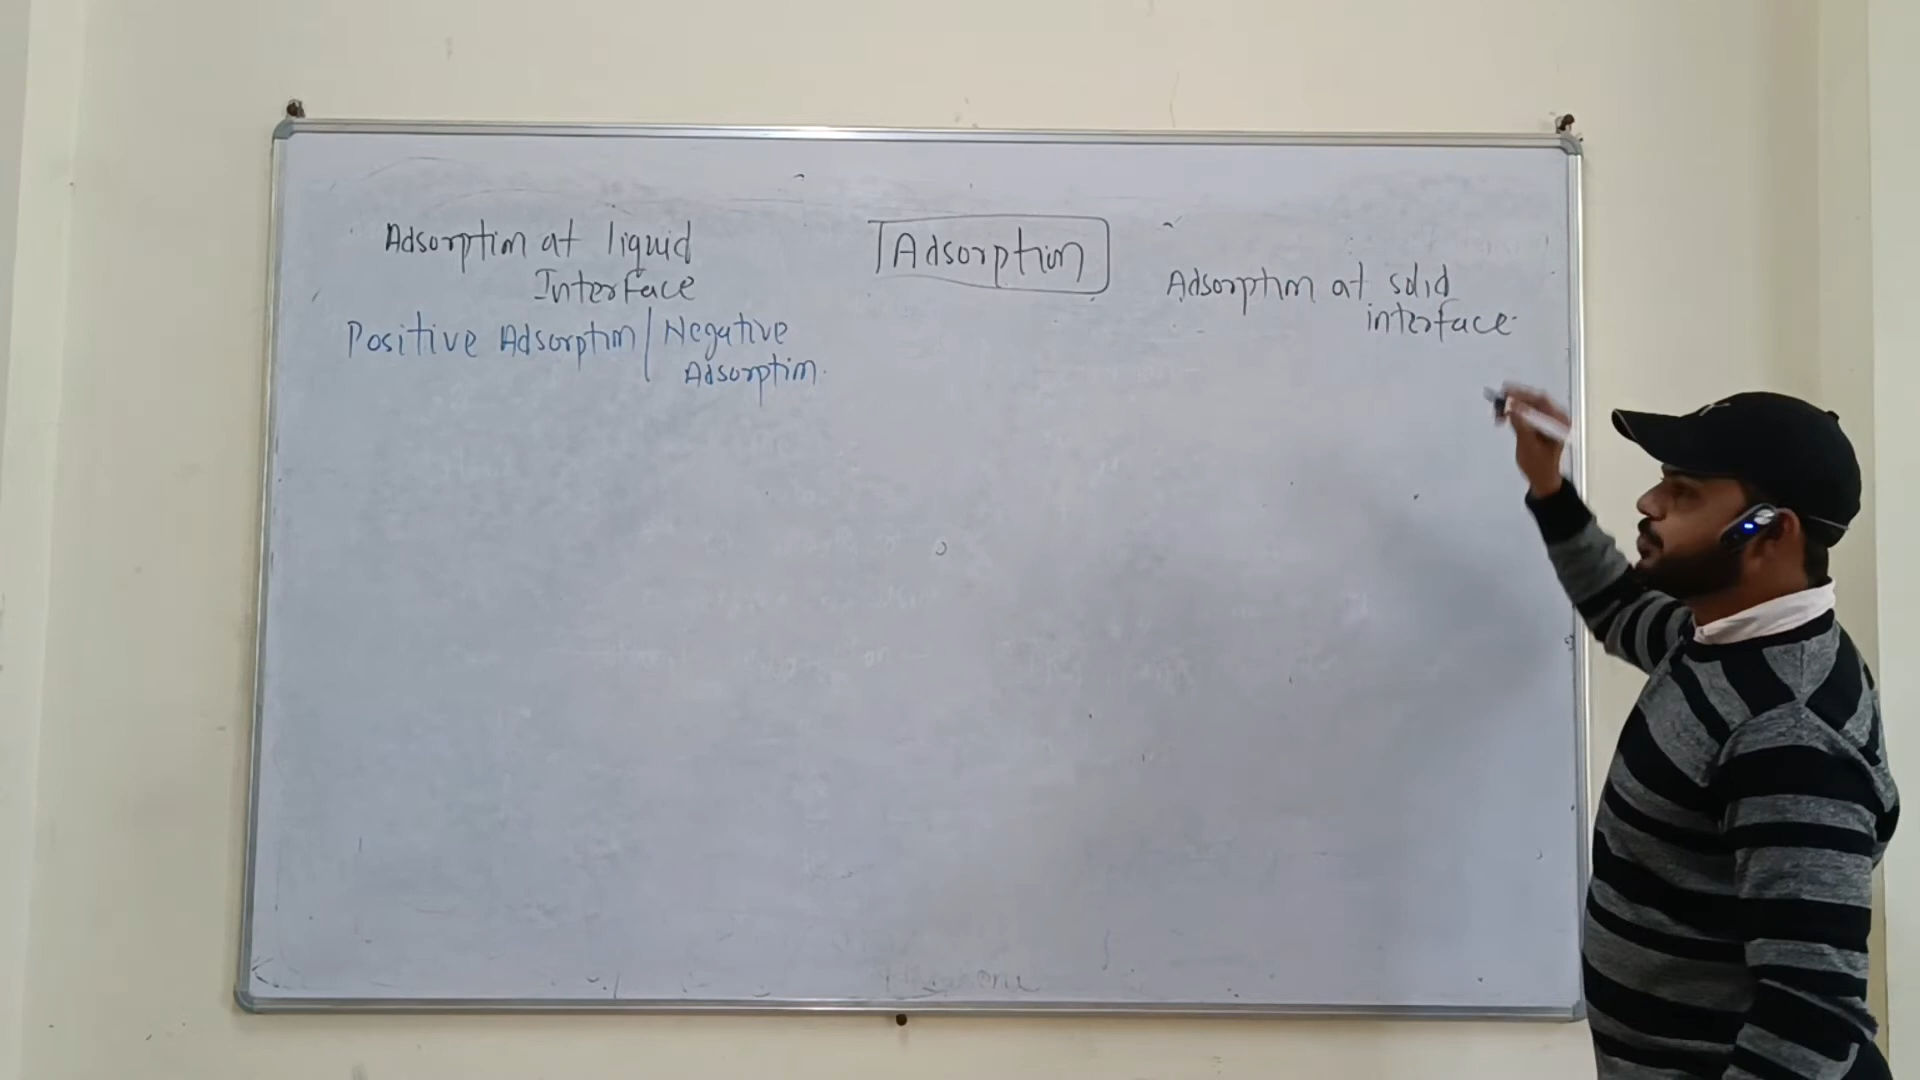 Adsorption at liquid
Interface
Positive Adsorption / Negative
Adsorption.
Adsorption
Adsorption at solid
interface.